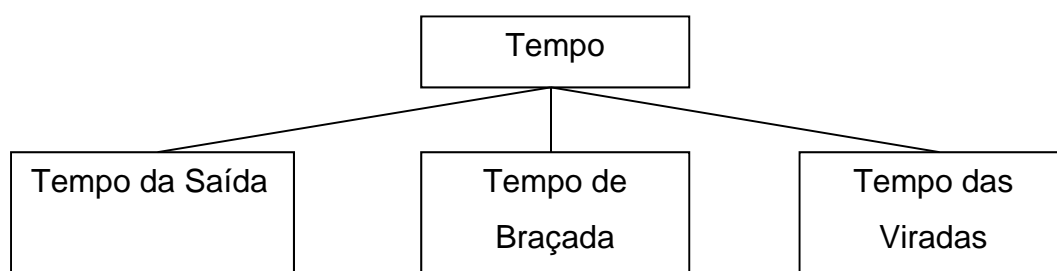 Tempo
Tempo da Saída
Tempo de
Braçada
Tempo das
Viradas